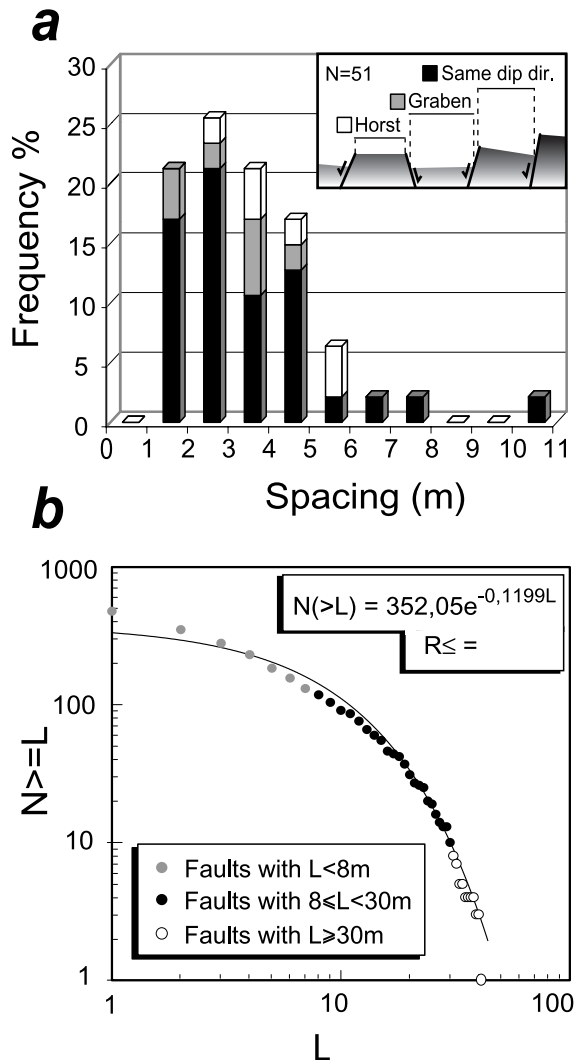 a
30
25
20
15
10
5
0
Frequency %
N=51
Same dip dir.
Graben
Horst
0 1 2 3 4 5 6 7 8 9 10 11
Spacing (m)
b
1000
100
10
1
N>=L
N(>L) = 352,05e-0,1199L
R≤ =
Faults with L<8m
Faults with 8⩽L<30m
Faults with L⩾30m
1 10 100
L